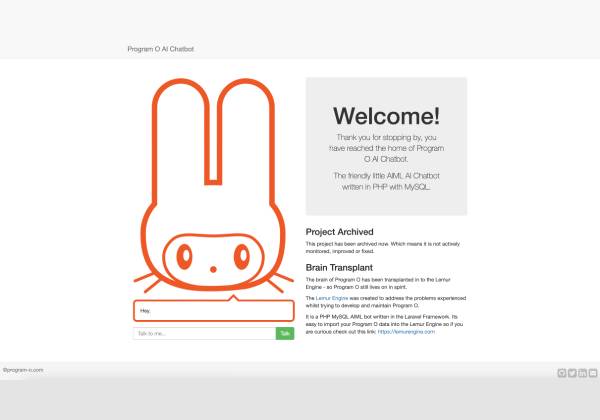 Program O AI Chatbot
Welcome!
Thank you for stopping by, you
have reached the home of Program
O AI Chatbot.
The friendly little AIML AI Chatbot
written in PHP with MySQL.
Project Archived
This project has been archived now. Which means it is not actively
monitored, improved or fixed.
Brain Transplant
The brain of Program O has been transplanted in to the Lemur
Engine - so Program O still lives on in spirit.
The Lemur Engine was created to address the problems experienced
whilst trying to develop and maintain Program O.
It is a PHP MySQL AIML bot written in the Laravel Framework. Its
easy to import your Program O data into the Lemur Engine so if you
are curious check out this link: https://lemurengine.com
Hey.
Talk to me...
Talk
©program-o.com